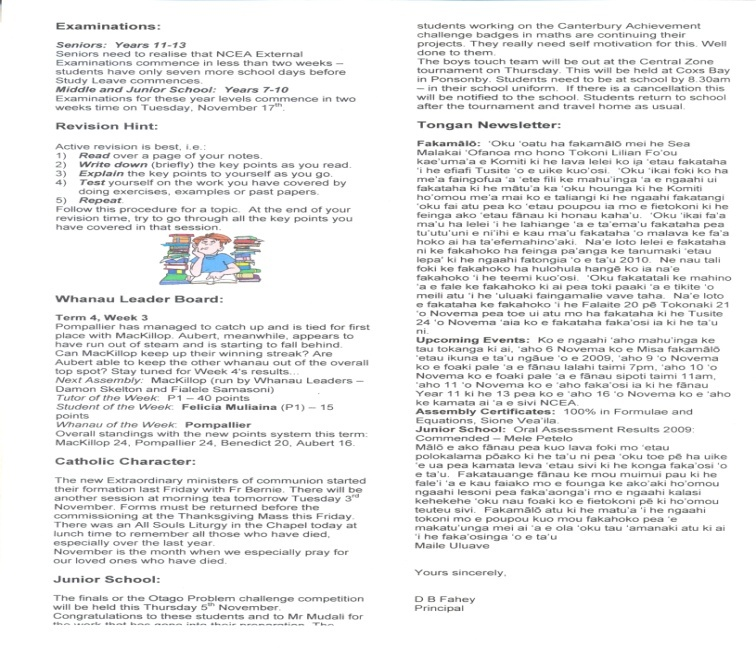 Examinations:
Seniors: Years 11-13
Seniors need to realise that NCEA External
Examinations commence in less than two weeks –
students have only seven more school days before
Study Leave commences.
Middle and Junior School: Years 7-10
Examinations for these year levels commence in two
weeks time on Tuesday, November 17th.
Revision Hint:
Active revision is best, i.e.:
1) Read over a page of your notes.
2) Write down (briefly) the key points as you read.
3) Explain the key points to yourself as you go.
4) Test yourself on the work you have covered by
doing exercises, examples or past papers.
5) Repeat.
Follow this procedure for a topic. At the end of your
revision time, try to go through all the key points you
have covered in that session.
Whanau Leader Board:
Term 4, Week 3
Pompallier has managed to catch up and is tied for first
place with MacKillop. Aubert, meanwhile, appears to
have run out of steam and is starting to fall behind.
Can MacKillop keep up their winning streak? Are
Aubert able to keep the other whanau out of the overall
top spot? Stay tuned for Week 4's results...
Next Assembly: MacKillop (run by Whanau Leaders –
Damon Skelton and Fialele Samasoni)
Tutor of the Week: P1 – 40 points
Student of the Week: Felicia Muliaina (P1) – 15
points
Whanau of the Week: Pompallier
Overall standings with the new points system this term:
MacKillop 24, Pompallier 24, Benedict 20, Aubert 16.
Catholic Character:
The new Extraordinary ministers of communion started
their formation last Friday with Fr Bernie. There will be
another session at morning tea tomorrow Tuesday 3rd
November. Forms must be returned before the
commissioning at the Thanksgiving Mass this Friday.
There was an All Souls Liturgy in the Chapel today at
lunch time to remember all those who have died,
especially over the last year.
November is the month when we especially pray for
our loved ones who have died.
Junior School:
The finals or the Otago Problem challenge competition
will be held this Thursday 5th November.
Congratulations to these students and to Mr Mudali for
the work that has gone into their preparation. The
students working on the Canterbury Achievement
challenge badges in maths are continuing their
projects. They really need self motivation for this. Well
done to them.
The boys touch team will be out at the Central Zone
tournament on Thursday. This will be held at Coxs Bay
in Ponsonby. Students need to be at school by 8.30am
– in their school uniform. If there is a cancellation this
will be notified to the school. Students return to school
after the tournament and travel home as usual.
Tongan Newsletter:
Fakamālō: 'Oku 'oatu ha fakamālō mei he Sea
Malakai 'Ofanoa mo hono Tokoni Lilian Fo'ou
kae'uma'a e Komiti ki he lava lelei ko ia 'etau fakataha
'i he efiafi Tusite 'o e uike kuo'osi. 'Oku 'ikai foki ko ha
me'a faingofua 'a 'ete fili ke mahu'inga 'a e ngaahi ui
fakataha ki he mātu'a ka 'oku hounga ki he Komiti
ho'omou me'a mai ko e taliangi ki he ngaahi fakatangi
'oku fai atu pea ko 'etau poupou ia mo e fietokoni ki he
feinga ako 'etau fānau ki honau kaha'u. 'Oku 'ikai fa'a
ma'u ha lelei 'i he lahiange 'a e ta'ema'u fakataha pea
tu'utu'uni e ni'ihi e kau ma'u fakataha 'o malava ke fa'a
hoko ai ha ta'efemahino'aki. Na'e loto lelei e fakataha
ni ke fakahoko ha feinga pa'anga ke tanumaki 'etau
lepa' ki he ngaahi fatongia 'o e ta'u 2010. Ne nau tali
foki ke fakahoko ha hulohula hangē ko ia na'e
fakahoko 'i he teemi kuo'osi. 'Oku fakatatali ke mahino
'a e fale ke fakahoko ki ai pea toki paaki 'a e tikite 'o
meili atu 'i he 'uluaki faingamalie vave taha. Na'e loto
e fakataha ke fakahoko 'i he Falaite 20 pē Tokonaki 21
'o Novema pea toe ui atu mo ha fakataha ki he Tusite
24 'o Novema 'aia ko e fakataha faka'osi ia ki he ta'u
ni.
Upcoming Events: Ko e ngaahi 'aho mahu'inga ke
tau tokanga ki ai, 'aho 6 Novema ko e Misa fakamālō
'etau ikuna e ta'u ngāue 'o e 2009, 'aho 9 'o Novema
ko e foaki pale 'a e fānau lalahi taimi 7pm, 'aho 10 'o
Novema ko e foaki pale 'a e fānau sipoti taimi 11am,
'aho 11 'o Novema ko e 'aho faka'osi ia ki he fānau
Year 11 ki he 13 pea ko e 'aho 16 'o Novema ko e 'aho
ke kamata ai 'a e sivi NCEA.
Assembly Certificates: 100% in Formulae and
Equations, Sione Vea'ila.
Junior School: Oral Assessment Results 2009:
Commended – Mele Petelo
Mālō e ako fānau pea kuo lava foki mo 'etau
polokalama pōako ki he ta'u ni pea 'oku toe pē ha uike
'e ua pea kamata leva 'etau sivi ki he konga faka'osi 'o
e ta'u. Fakatauange fānau ke mou muimui pau ki he
fale'i 'a e kau faiako mo e founga ke ako'aki ho'omou
ngaahi lesoni pea faka'aonga'i mo e ngaahi kalasi
kehekehe 'oku nau foaki ko e fietokoni pē ki ho'omou
teuteu sivi. Fakamālō atu ki he matu'a 'i he ngaahi
tokoni mo e poupou kuo mou fakahoko pea 'e
makatu'unga mei ai 'a e ola 'oku tau 'amanaki atu ki ai
'i he faka'osinga 'o e ta'u
Maile Uluave
Yours sincerely,
D B Fahey
Principal